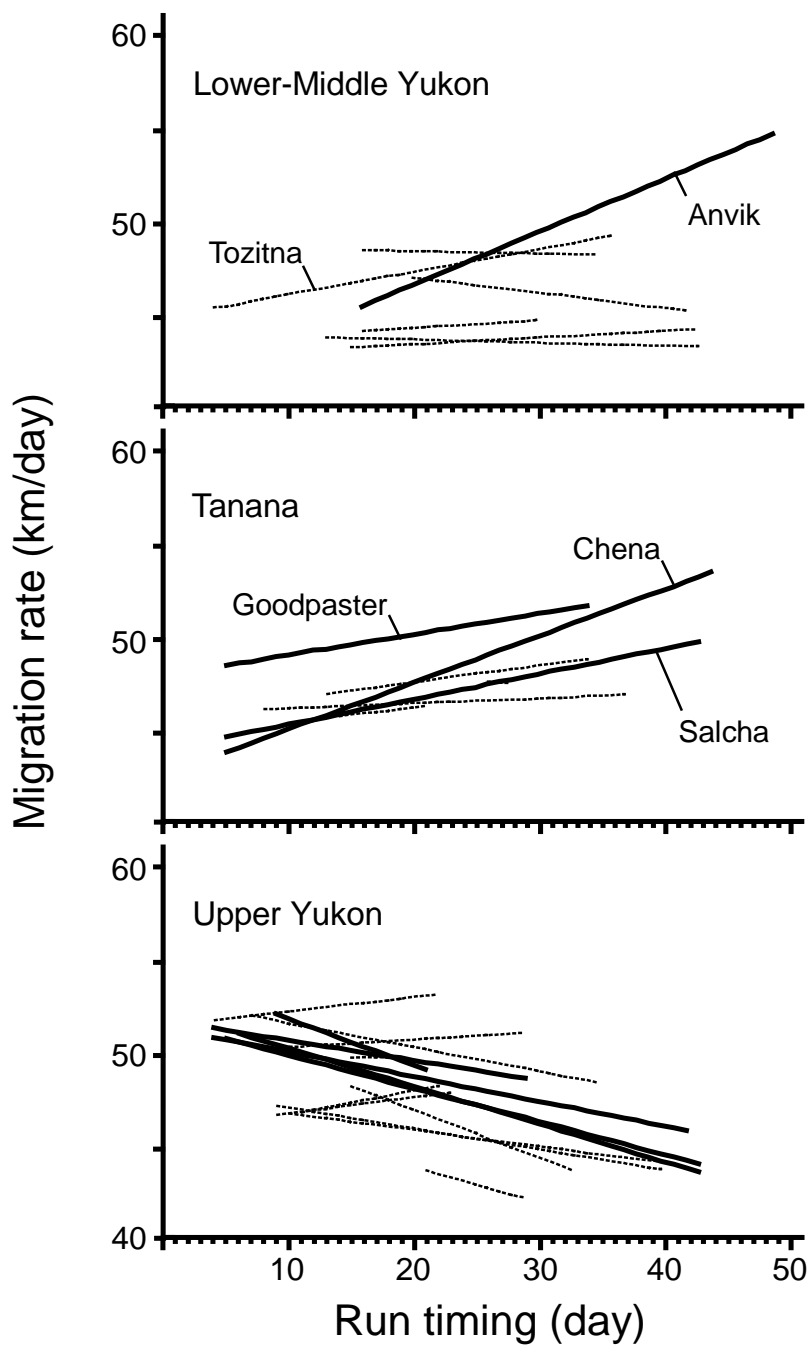 Migration rate (km/day)
60
Lower-Middle Yukon
50
Anvik
Tozitna
60
Tanana
Chena
Goodpaster
50
Salcha
60
Upper Yukon
50
40
10 20 30 40 50
Run timing (day)